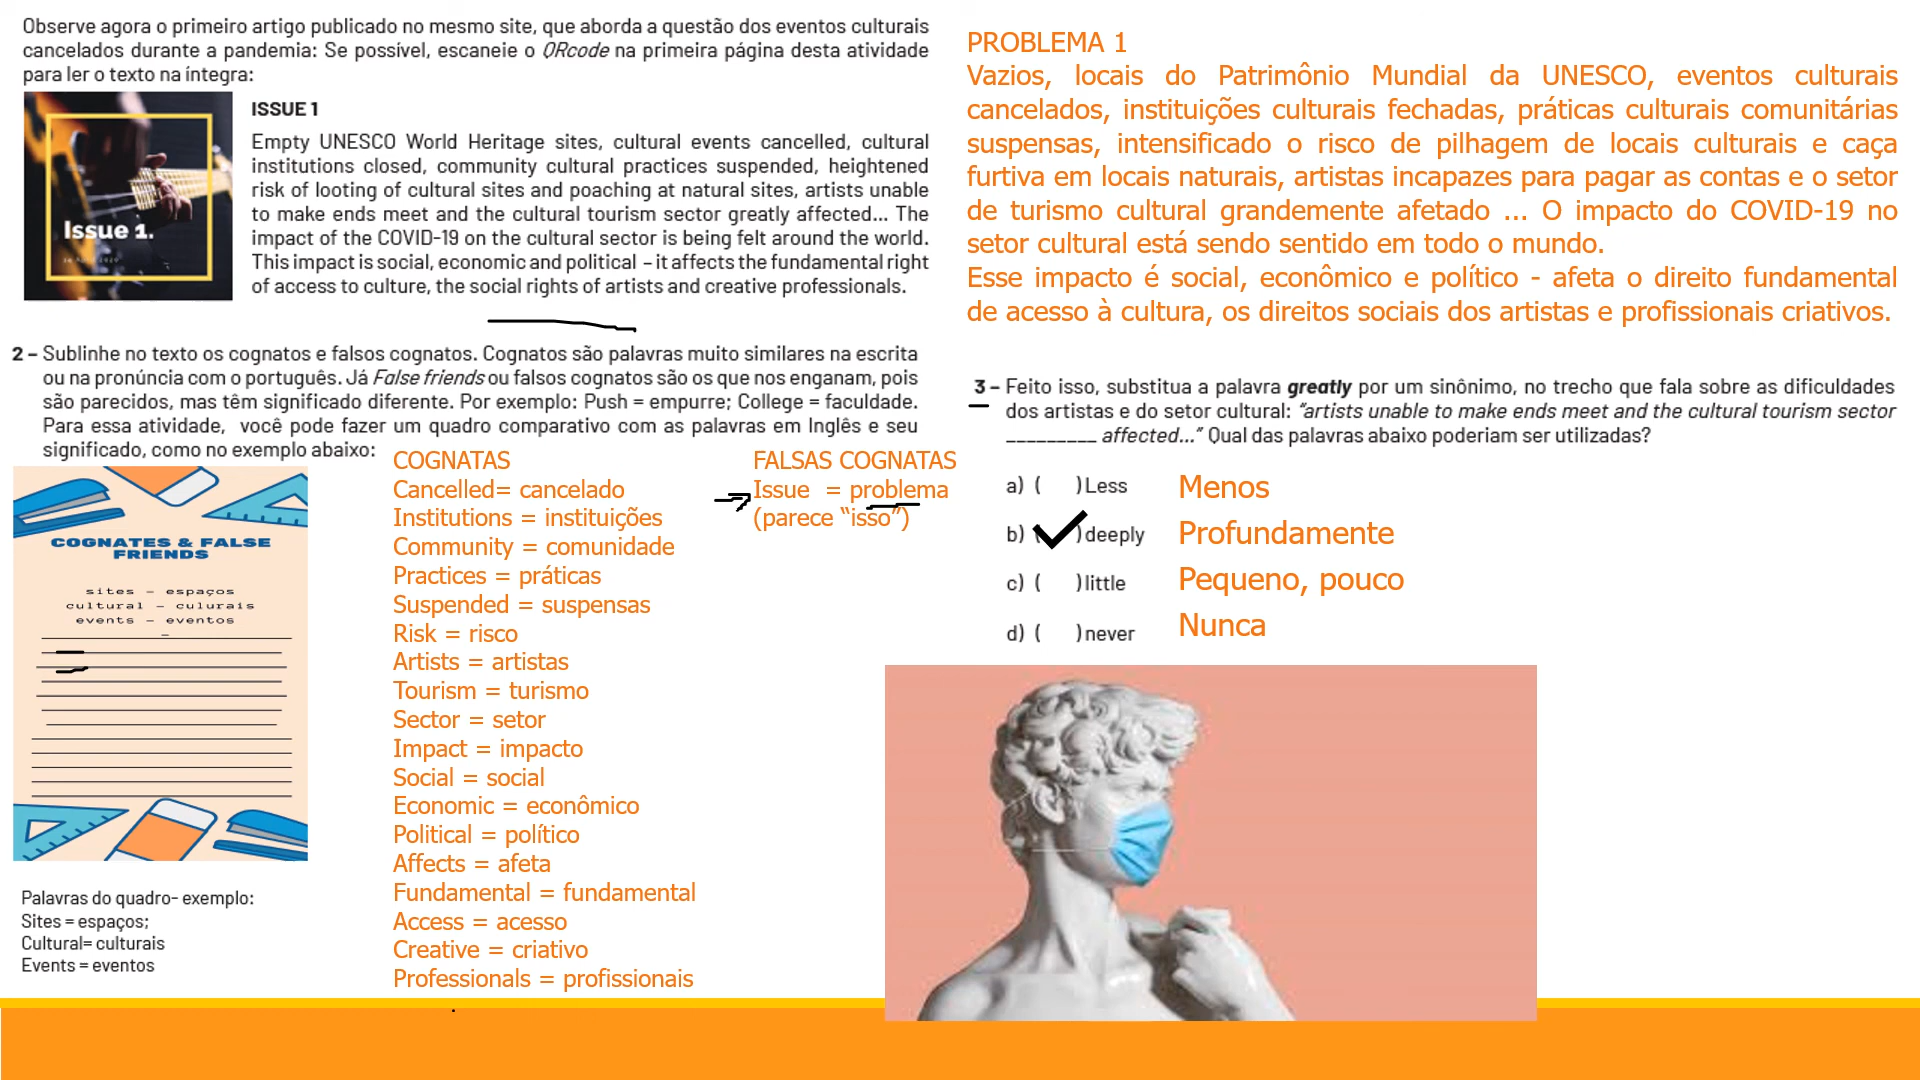 Observe agora o primeiro artigo publicado no mesmo site, que aborda a questão dos eventos culturais
cancelados durante a pandemia: Se possível, escaneie o QRcode na primeira página desta atividade
para ler o texto na íntegra:
Issue 1.
ISSUE 1
Empty UNESCO World Heritage sites, cultural events cancelled, cultural
institutions closed, community cultural practices suspended, heightened
risk of looting of cultural sites and poaching at natural sites, artists unable
to make ends meet and the cultural tourism sector greatly affected... The
impact of the COVID-19 on the cultural sector is being felt around the world.
This impact is social, economic and political – it affects the fundamental right
of access to culture, the social rights of artists and creative professionals.
2 – Sublinhe no texto os cognatos e falsos cognatos. Cognatos são palavras muito similares na escrita
ou na pronúncia com o português. Já False friends ou falsos cognatos são os que nos enganam, pois
são parecidos, mas têm significado diferente. Por exemplo: Push = empurre; College = faculdade.
Para essa atividade, você pode fazer um quadro comparativo com as palavras em Inglês e seu
significado, como no exemplo abaixo:
COGNATES & FALSE
FRIENDS
sites – espaços
cultural – culurais
events – eventos
–
Palavras do quadro- exemplo:
Sites = espaços;
Cultural= culturais
Events = eventos
COGNATAS
Cancelled= cancelado
Institutions = instituições
Community = comunidade
Practices = práticas
Suspended = suspensas
Risk = risco
Artists = artistas
Tourism = turismo
Sector = setor
Impact = impacto
Social = social
Economic = econômico
Political = político
Affects = afeta
Fundamental = fundamental
Access = acesso
Creative = criativo
Professionals = profissionais
FALSAS COGNATAS
Issue = problema
(parece “isso”)
PROBLEMA 1
Vazios, locais do Patrimônio Mundial da UNESCO, eventos culturais
cancelados, instituições culturais fechadas, práticas culturais comunitárias
suspensas, intensificado o risco de pilhagem de locais culturais e caça
furtiva em locais naturais, artistas incapazes para pagar as contas e o setor
de turismo cultural grandemente afetado ... O impacto do COVID-19 no
setor cultural está sendo sentido em todo o mundo.
Esse impacto é social, econômico e político - afeta o direito fundamental
de acesso à cultura, os direitos sociais dos artistas e profissionais criativos.
3 – Feito isso, substitua a palavra greatly por um sinônimo, no trecho que fala sobre as dificuldades
dos artistas e do setor cultural: “artists unable to make ends meet and the cultural tourism sector
_________ affected...” Qual das palavras abaixo poderiam ser utilizadas?
a) ( ) Less Menos
b) (✓) deeply Profundamente
c) ( ) little Pequeno, pouco
d) ( ) never Nunca